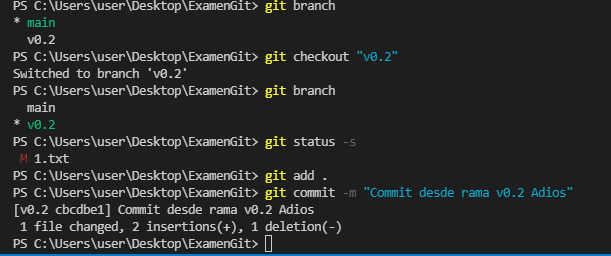 PS C:\Users\user\Desktop\ExamenGit> git branch
* main
  v0.2
PS C:\Users\user\Desktop\ExamenGit> git checkout "v0.2"
Switched to branch 'v0.2'
PS C:\Users\user\Desktop\ExamenGit> git branch
  main
* v0.2
PS C:\Users\user\Desktop\ExamenGit> git status -s
 M 1.txt
PS C:\Users\user\Desktop\ExamenGit> git add .
PS C:\Users\user\Desktop\ExamenGit> git commit -m "Commit desde rama v0.2 Adios"
[v0.2 cbcdbe1] Commit desde rama v0.2 Adios
 1 file changed, 2 insertions(+), 1 deletion(-)
PS C:\Users\user\Desktop\ExamenGit>